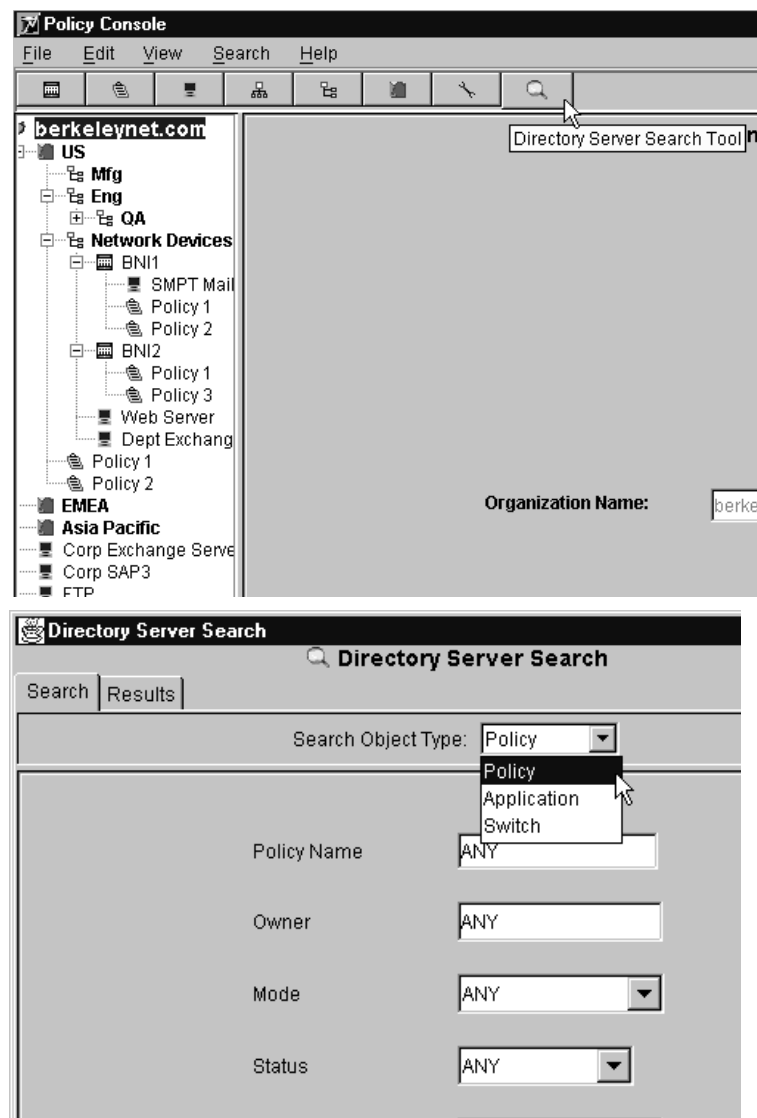 Policy Console
File Edit View Search Help
berkeleynet.com
Directory Server Search Tool
US
Mfg
Eng
QA
Network Devices
BNI1
SMPT Mail
Policy 1
Policy 2
BNI2
Policy 1
Policy 3
Web Server
Dept Exchang
Policy 1
Policy 2
EMEA
Organization Name: berke
Asia Pacific
Corp Exchange Serve
Corp SAP3
FTP
Directory Server Search
Directory Server Search
Search Results
Search Object Type: Policy
Policy
Application
Switch
Policy Name ANY
Owner ANY
Mode ANY
Status ANY